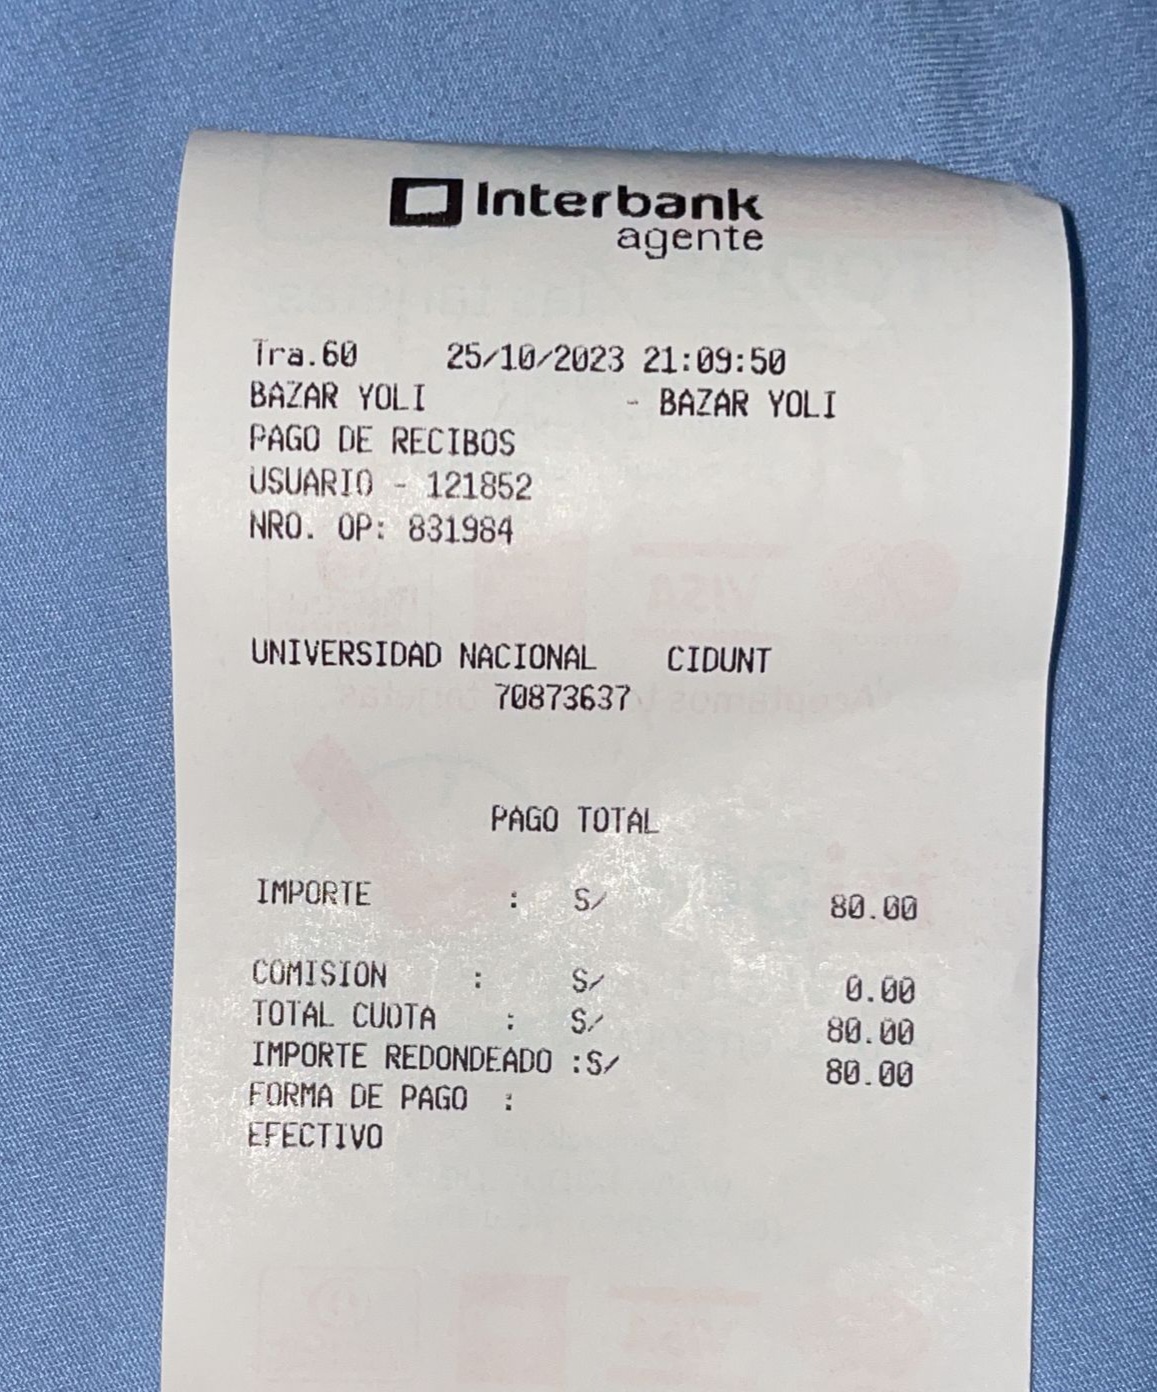 Interbank
agente
Tra.60 25/10/2023 21:09:50
BAZAR YOLI - BAZAR YOLI
PAGO DE RECIBOS
USUARIO - 121852
NRO. OP: 831984
UNIVERSIDAD NACIONAL CIDUNT
70873637
PAGO TOTAL
IMPORTE : S/ 80.00
COMISION : S/ 0.00
TOTAL CUOTA : S/ 80.00
IMPORTE REDONDEADO :S/ 80.00
FORMA DE PAGO :
EFECTIVO